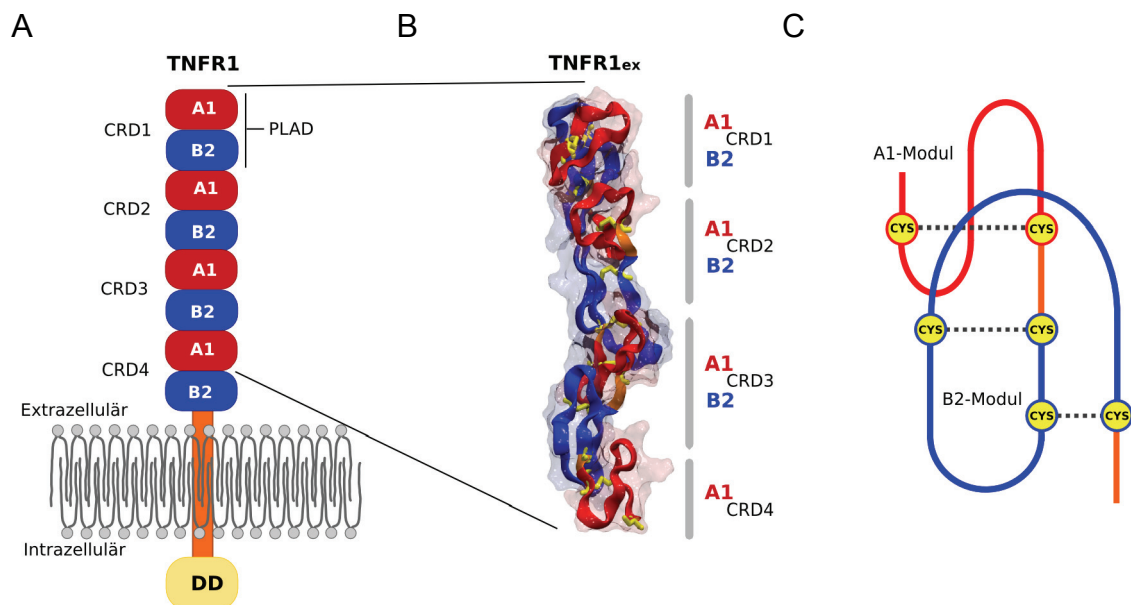 A
B
C
TNFR1
A1
CRD1
PLAD
B2
A1
CRD2
B2
A1
CRD3
B2
A1
CRD4
B2
Extrazellulär
Intrazellulär
DD
TNFR1ex
A1
CRD1
B2
A1
CRD2
B2
A1
CRD3
B2
A1
CRD4
A1-Modul
CYS
CYS
CYS
CYS
B2-Modul
CYS
CYS